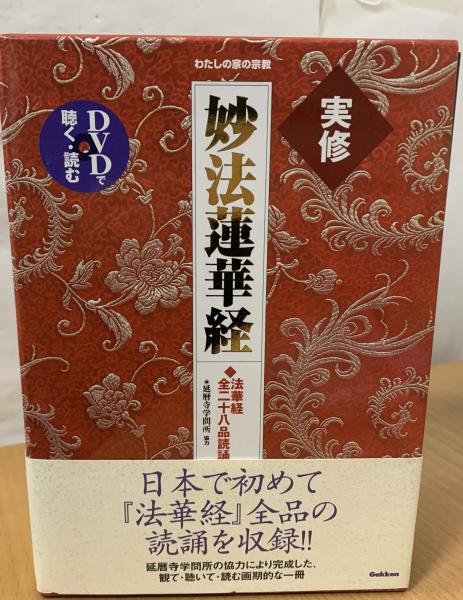 わたしの家の宗教
実修
妙法蓮華経
DVDで
聴く・読む
◆法華経
全二十八品読誦
●延暦寺学問所 協力
日本で初めて
『法華経』全品の
読誦を収録!!
延暦寺学問所の協力により完成した、
観て・聴いて・読む画期的な一冊
Gakken